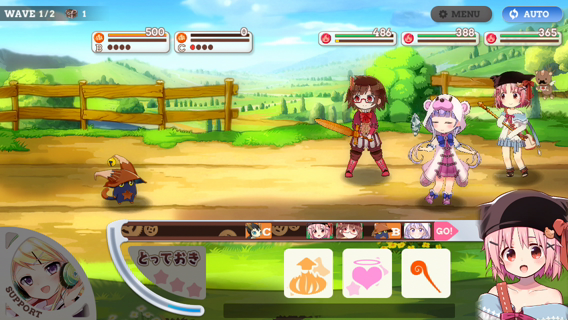 WAVE 1/2 1
MENU
AUTO
500
0
486
388
365
B
C
C
B
GO!
とっておき
SUPPORT